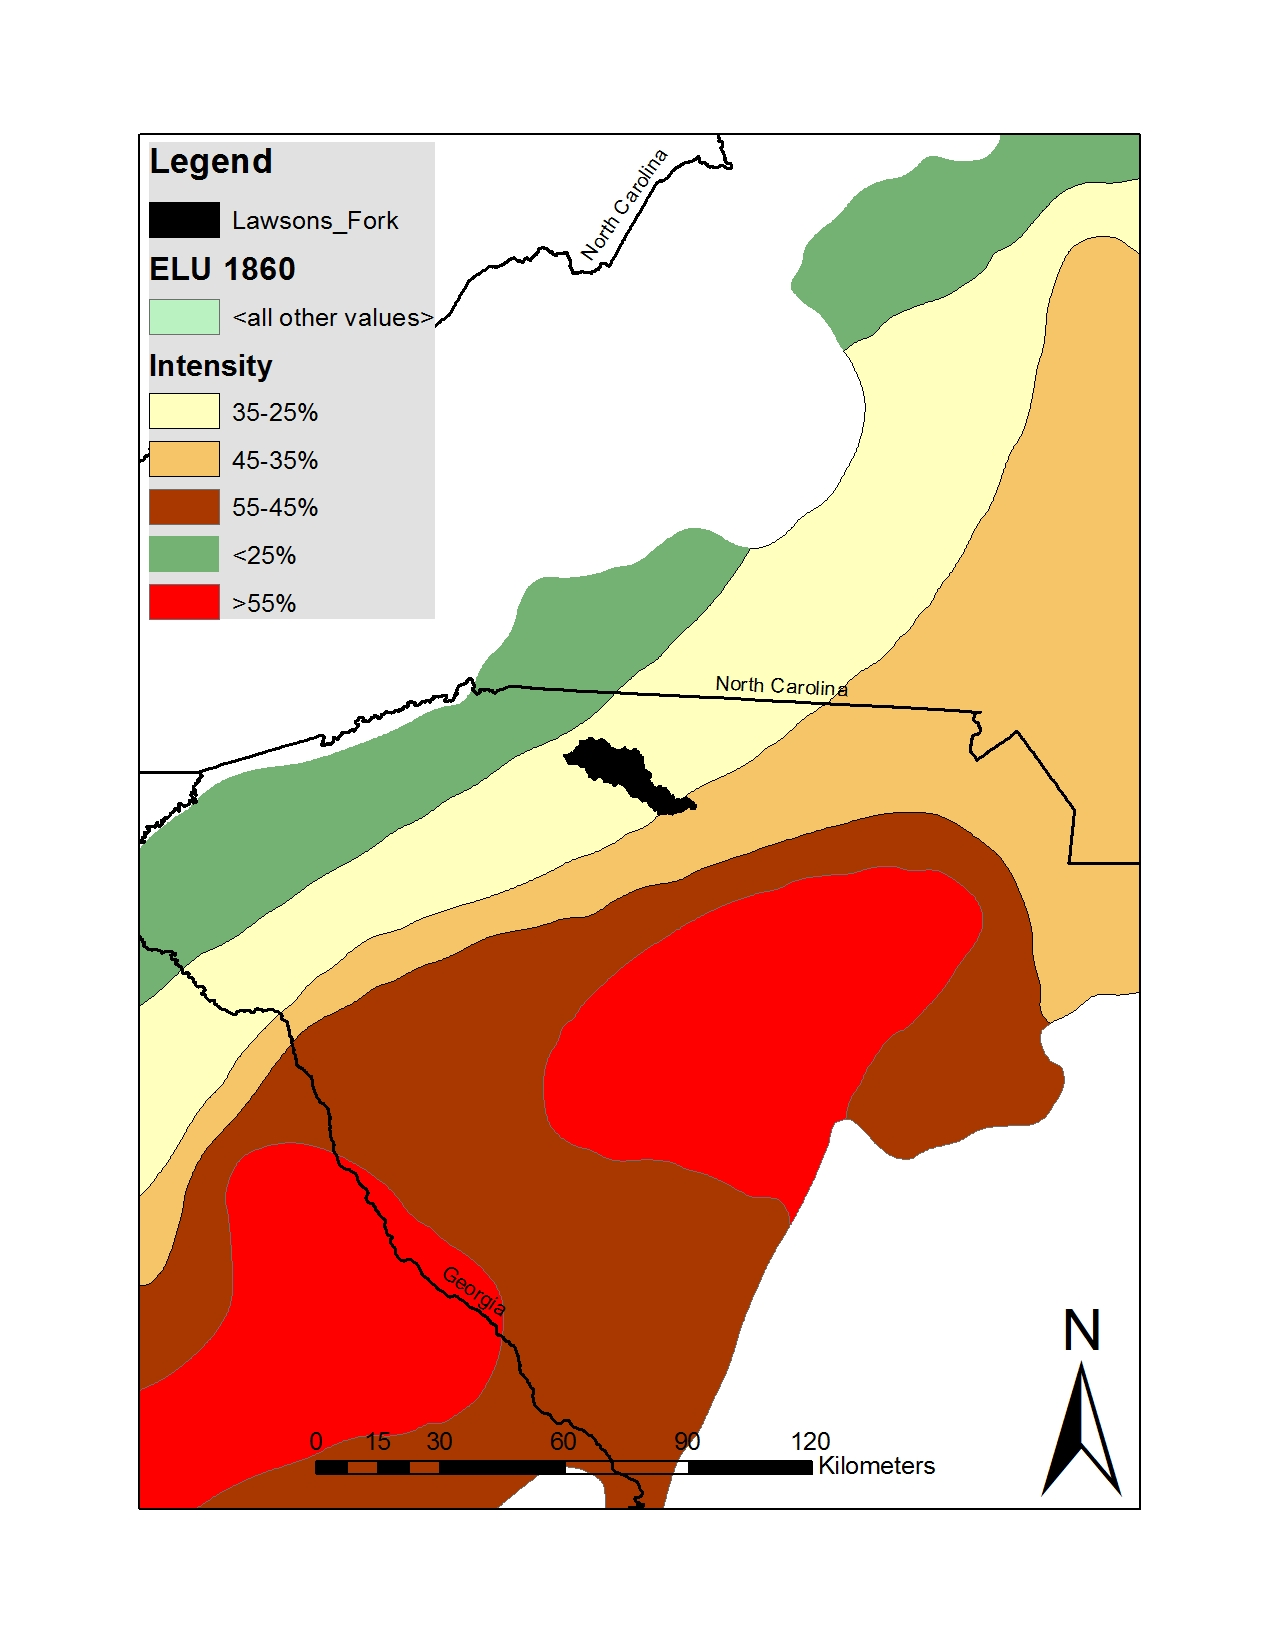 Legend
Lawsons_Fork
ELU 1860
<all other values>
Intensity
35-25%
45-35%
55-45%
<25%
>55%
North Carolina
North Carolina
Georgia
N
0 15 30 60 90 120
Kilometers